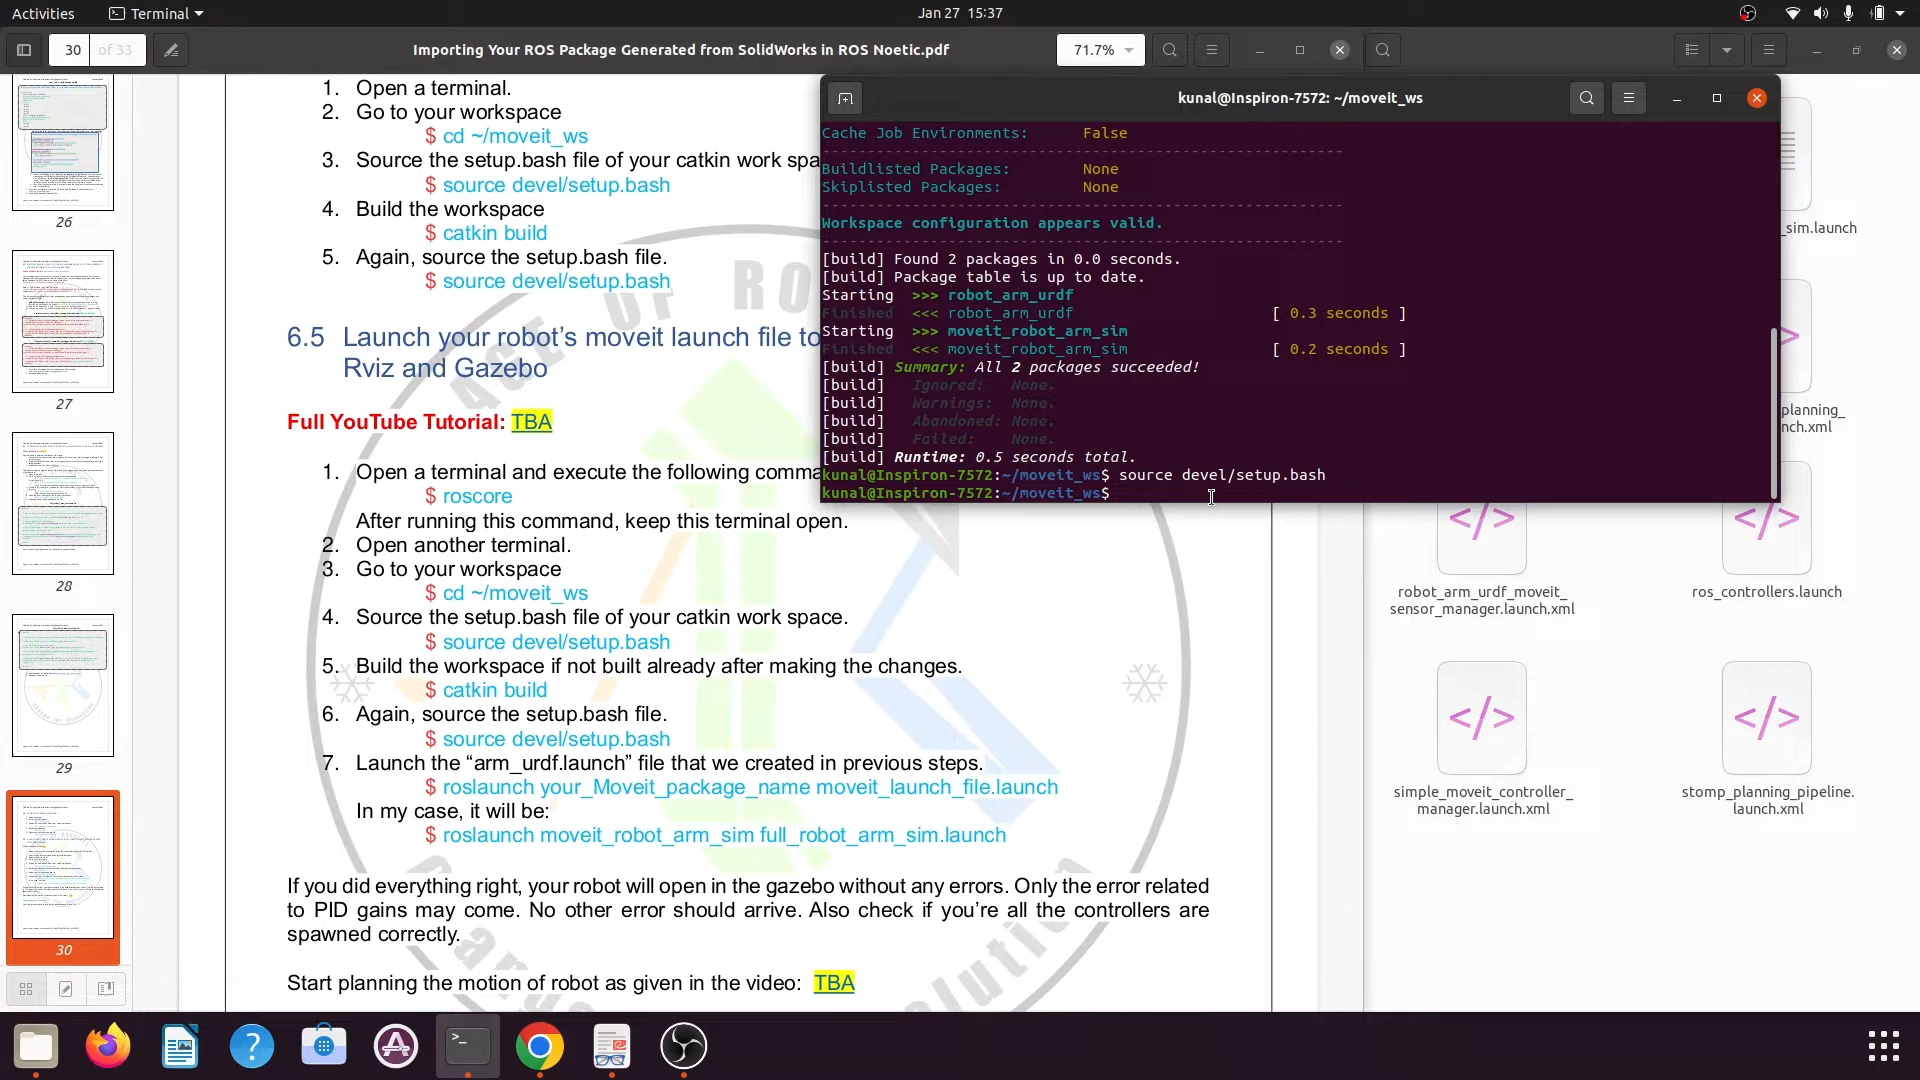 Activities
Terminal
Jan 27 15:37
30 of 33
Importing Your ROS Package Generated from SolidWorks in ROS Noetic.pdf
71.7%
26
27
28
29
30
1. Open a terminal.
2. Go to your workspace
$ cd ~/moveit_ws
3. Source the setup.bash file of your catkin work spa
$ source devel/setup.bash
4. Build the workspace
$ catkin build
5. Again, source the setup.bash file.
$ source devel/setup.bash
6.5 Launch your robot's moveit launch file to
Rviz and Gazebo
Full YouTube Tutorial: TBA
1. Open a terminal and execute the following comma
$ roscore
After running this command, keep this terminal open.
2. Open another terminal.
3. Go to your workspace
$ cd ~/moveit_ws
4. Source the setup.bash file of your catkin work space.
$ source devel/setup.bash
5. Build the workspace if not built already after making the changes.
$ catkin build
6. Again, source the setup.bash file.
$ source devel/setup.bash
7. Launch the “arm_urdf.launch” file that we created in previous steps.
$ roslaunch your_Moveit_package_name moveit_launch_file.launch
In my case, it will be:
$ roslaunch moveit_robot_arm_sim full_robot_arm_sim.launch
If you did everything right, your robot will open in the gazebo without any errors. Only the error related
to PID gains may come. No other error should arrive. Also check if you're all the controllers are
spawned correctly.
Start planning the motion of robot as given in the video: TBA
kunal@Inspiron-7572: ~/moveit_ws
Cache Job Environments: False
Buildlisted Packages: None
Skiplisted Packages: None
Workspace configuration appears valid.
[build] Found 2 packages in 0.0 seconds.
[build] Package table is up to date.
Starting >>> robot_arm_urdf
Finished <<< robot_arm_urdf [ 0.3 seconds ]
Starting >>> moveit_robot_arm_sim
Finished <<< moveit_robot_arm_sim [ 0.2 seconds ]
[build] Summary: All 2 packages succeeded!
[build] Ignored: None.
[build] Warnings: None.
[build] Abandoned: None.
[build] Failed: None.
[build] Runtime: 0.5 seconds total.
kunal@Inspiron-7572:~/moveit_ws$ source devel/setup.bash
kunal@Inspiron-7572:~/moveit_ws$
_sim.launch
planning_
nch.xml
robot_arm_urdf_moveit_
sensor_manager.launch.xml
ros_controllers.launch
simple_moveit_controller_
manager.launch.xml
stomp_planning_pipeline.
launch.xml